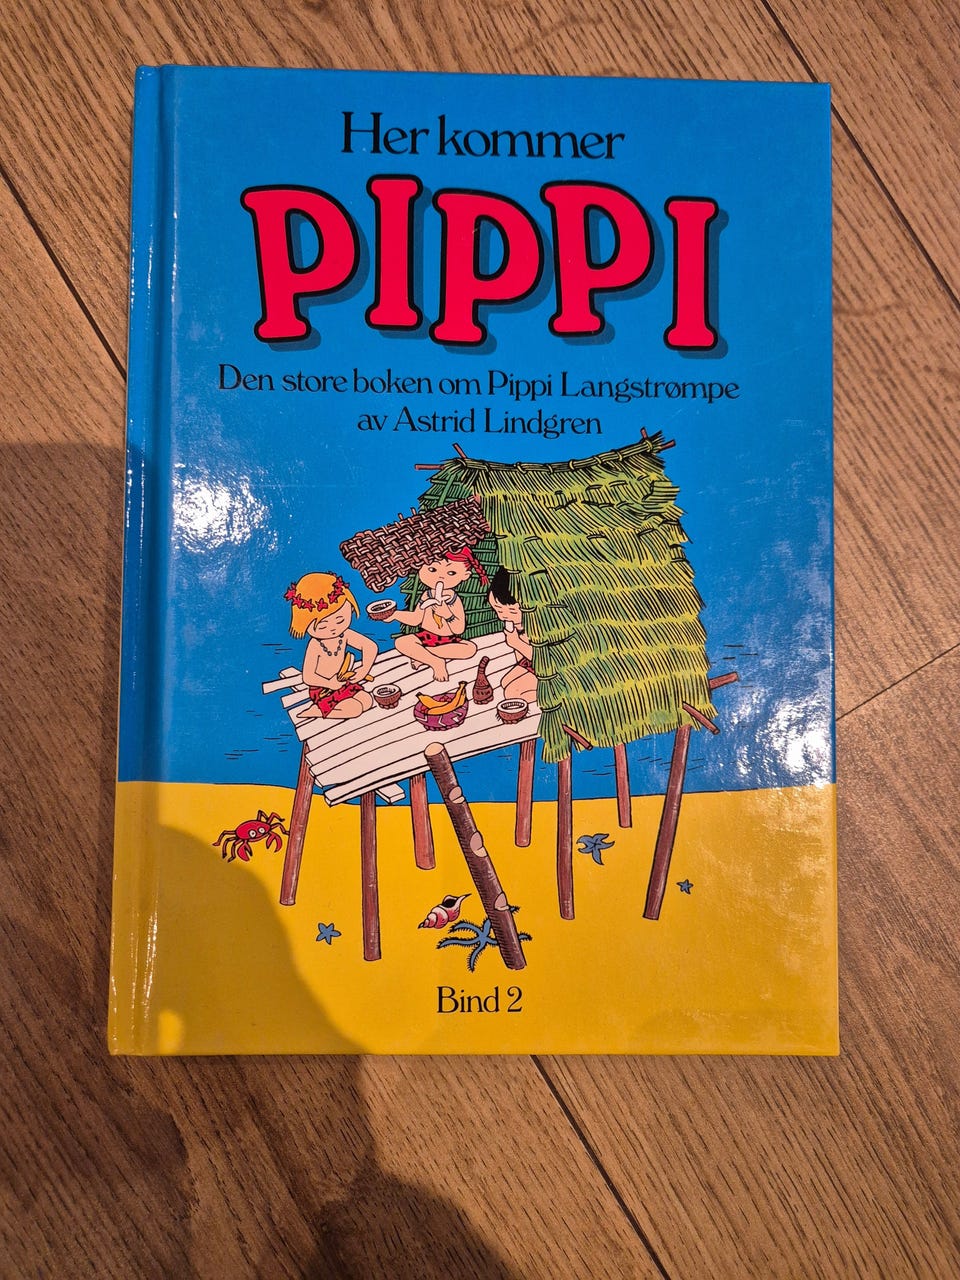 Her kommer
PIPPI
Den store boken om Pippi Langstrømpe
av Astrid Lindgren
Bind 2